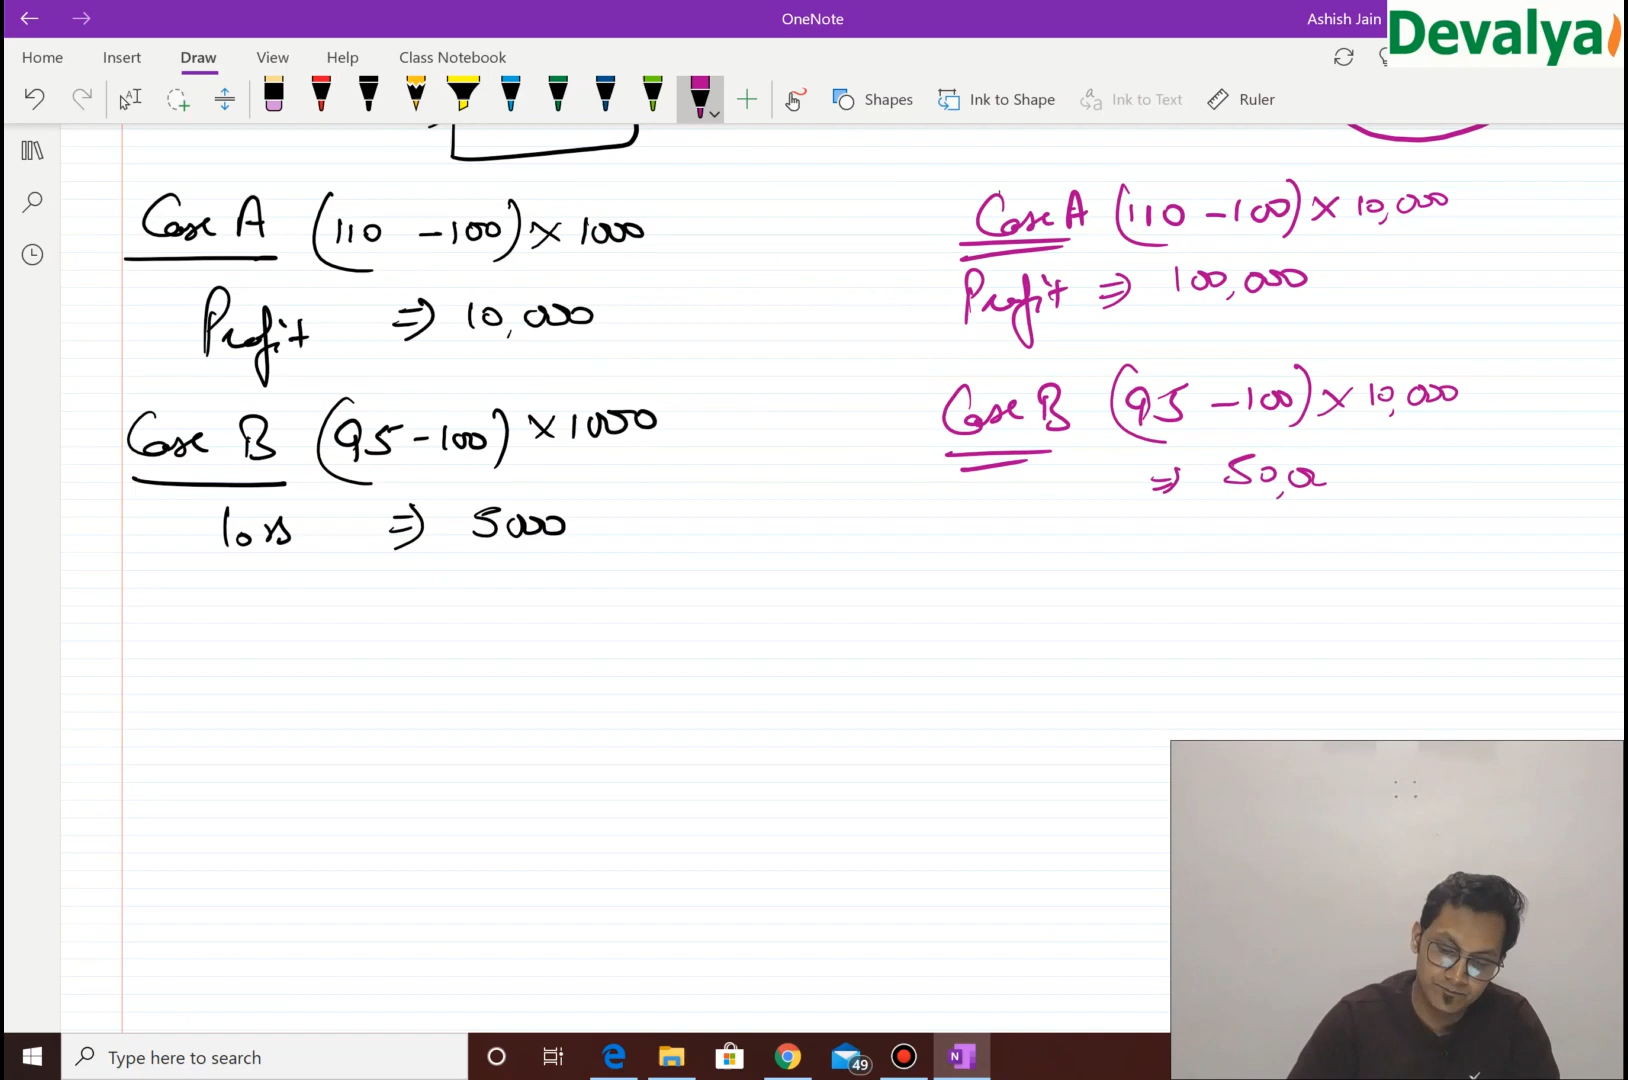 OneNote
Ashish Jain
Devalya
Home Insert Draw View Help Class Notebook
Shapes Ink to Shape Ink to Text Ruler
Case A (110 - 100) × 1000
Profit ⇒ 10,000
Case B (95 - 100) × 1000
loss ⇒ 5000
Case A (110 - 100) × 10,000
Profit ⇒ 100,000
Case B (95 - 100) × 10,000
⇒ 50,0
Type here to search
49
N